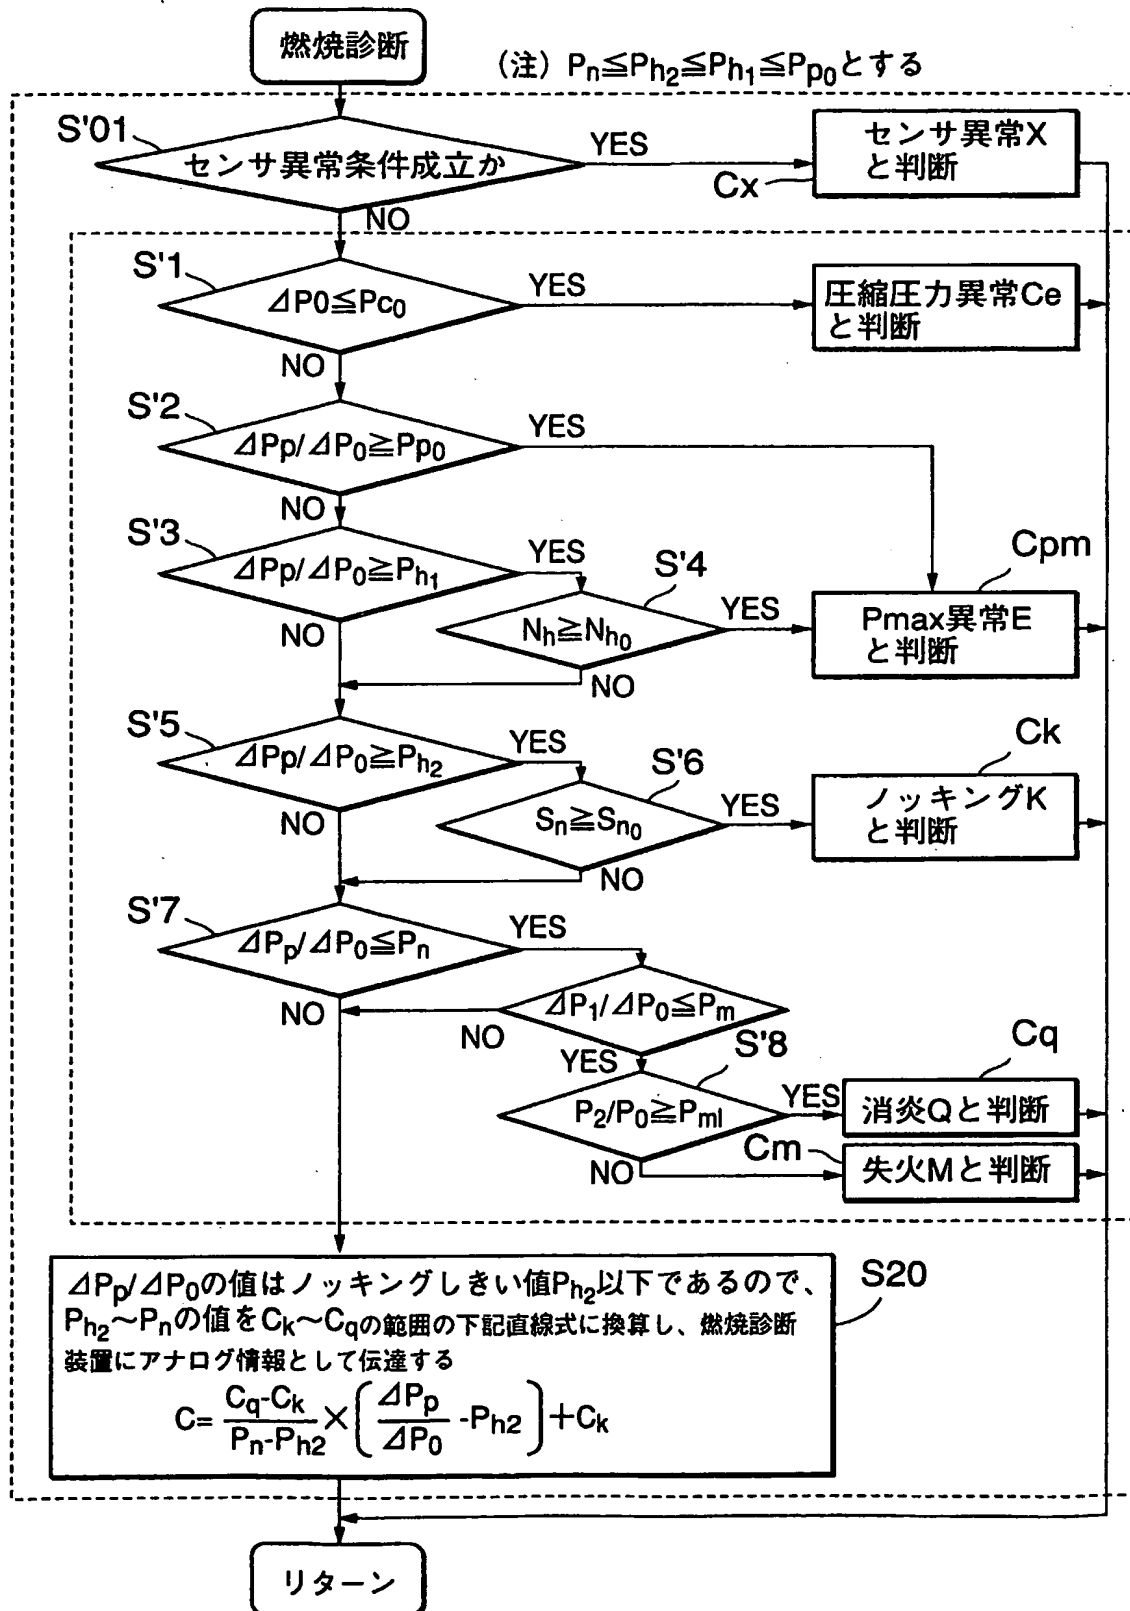 燃焼診断
(注) Pn≦Ph2≦Ph1≦Pp0とする
S'01
センサ異常条件成立か
YES
センサ異常X
と判断
Cx
NO
S'1
⊿P0≦Pc0
YES
圧縮圧力異常Ce
と判断
NO
S'2
⊿Pp/⊿P0≧Pp0
YES
NO
S'3
⊿Pp/⊿P0≧Ph1
YES
S'4
Nh≧Nh0
YES
Cpm
Pmax異常E
と判断
NO
NO
S'5
⊿Pp/⊿P0≧Ph2
YES
S'6
Sn≧Sn0
YES
Ck
ノッキングK
と判断
NO
NO
S'7
⊿Pp/⊿P0≦Pn
YES
NO
⊿P1/⊿P0≦Pm
NO
YES
S'8
P2/P0≧Pml
YES
Cq
消炎Qと判断
NO
Cm
失火Mと判断
S20
⊿Pp/⊿P0の値はノッキングしきい値Ph2以下であるので、
Ph2~Pnの値をCk~Cqの範囲の下記直線式に換算し、燃焼診断
装置にアナログ情報として伝達する
C= (Cq-Ck)/(Pn-Ph2) × (⊿Pp/⊿P0 -Ph2) +Ck
リターン